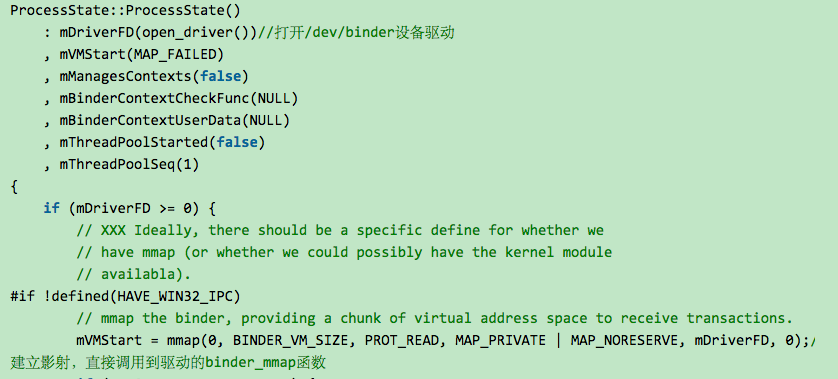 ProcessState::ProcessState()
    : mDriverFD(open_driver())//打开/dev/binder设备驱动
    , mVMStart(MAP_FAILED)
    , mManagesContexts(false)
    , mBinderContextCheckFunc(NULL)
    , mBinderContextUserData(NULL)
    , mThreadPoolStarted(false)
    , mThreadPoolSeq(1)
{
    if (mDriverFD >= 0) {
        // XXX Ideally, there should be a specific define for whether we
        // have mmap (or whether we could possibly have the kernel module
        // availabla).
#if !defined(HAVE_WIN32_IPC)
        // mmap the binder, providing a chunk of virtual address space to receive transactions.
        mVMStart = mmap(0, BINDER_VM_SIZE, PROT_READ, MAP_PRIVATE | MAP_NORESERVE, mDriverFD, 0);/
建立影射，直接调用到驱动的binder_mmap函数